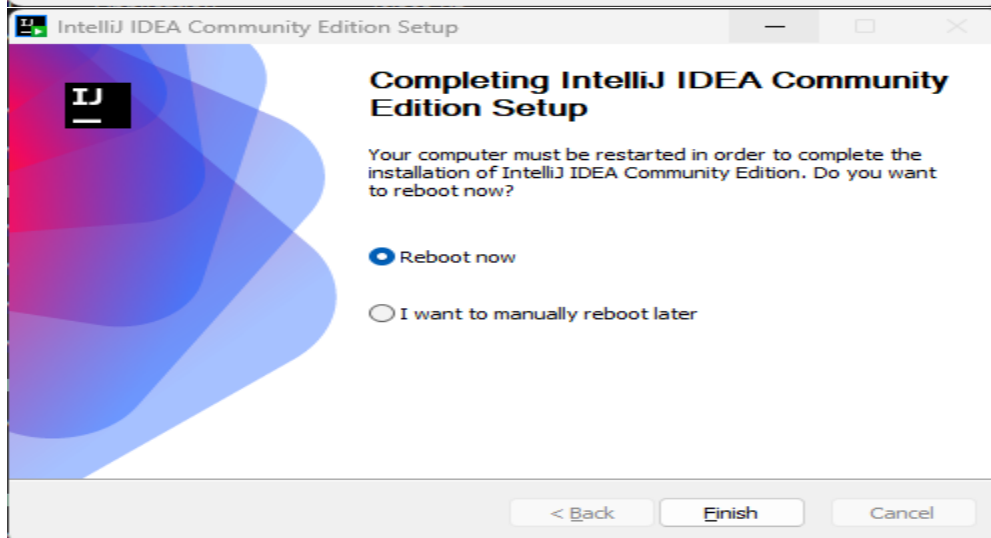 IntelliJ IDEA Community Edition Setup
IJ
Completing IntelliJ IDEA Community
Edition Setup
Your computer must be restarted in order to complete the
installation of IntelliJ IDEA Community Edition. Do you want
to reboot now?
Reboot now
I want to manually reboot later
< Back
Finish
Cancel